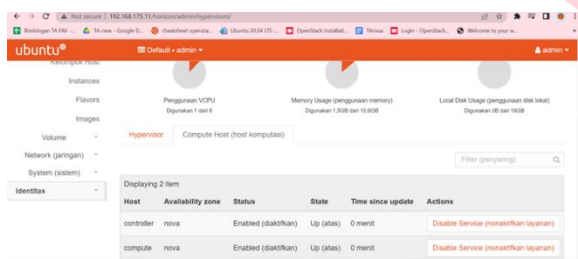 Not secure | 192.168.175.11/horizon/admin/hypervisors/
Bimbingan TA FAV -... TA new - Google D... cheatsheet opensta... Ubuntu 20.04 LTS -... OpenStack Installati... TArissa Login - OpenStack... Welcome to your w...
ubuntu® Default • admin admin
Kelompok Host
Instances
Flavors
Images
Volume
Network (jaringan)
System (sistem)
Identitas
Penggunaan VCPU
Digunakan 1 dari 8
Memory Usage (penggunaan memory)
Digunakan 1,5GB dari 15,6GB
Local Disk Usage (penggunaan disk lokal)
Digunakan 0B dari 16GB
Hypervisor Compute Host (host komputasi)
Filter (penyaring)
Displaying 2 item
Host Availability zone Status State Time since update Actions
controller nova Enabled (diaktifkan) Up (atas) 0 menit Disable Service (nonaktifkan layanan)
compute nova Enabled (diaktifkan) Up (atas) 0 menit Disable Service (nonaktifkan layanan)